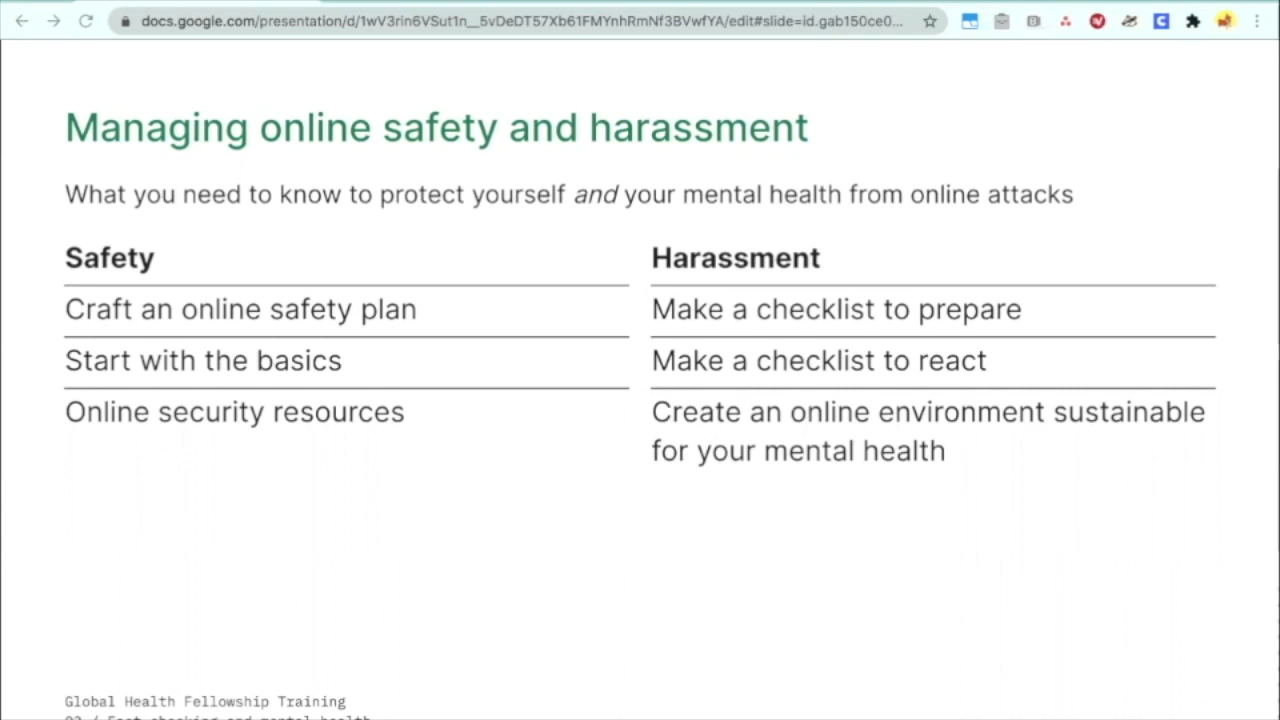 docs.google.com/presentation/d/1wV3rin6VSut1n__5vDeDT57Xb61FMYnhRmNf3BVwfYA/edit#slide=id.gab150ce0...
Managing online safety and harassment
What you need to know to protect yourself and your mental health from online attacks
Safety
Craft an online safety plan
Start with the basics
Online security resources
Harassment
Make a checklist to prepare
Make a checklist to react
Create an online environment sustainable
for your mental health
Global Health Fellowship Training